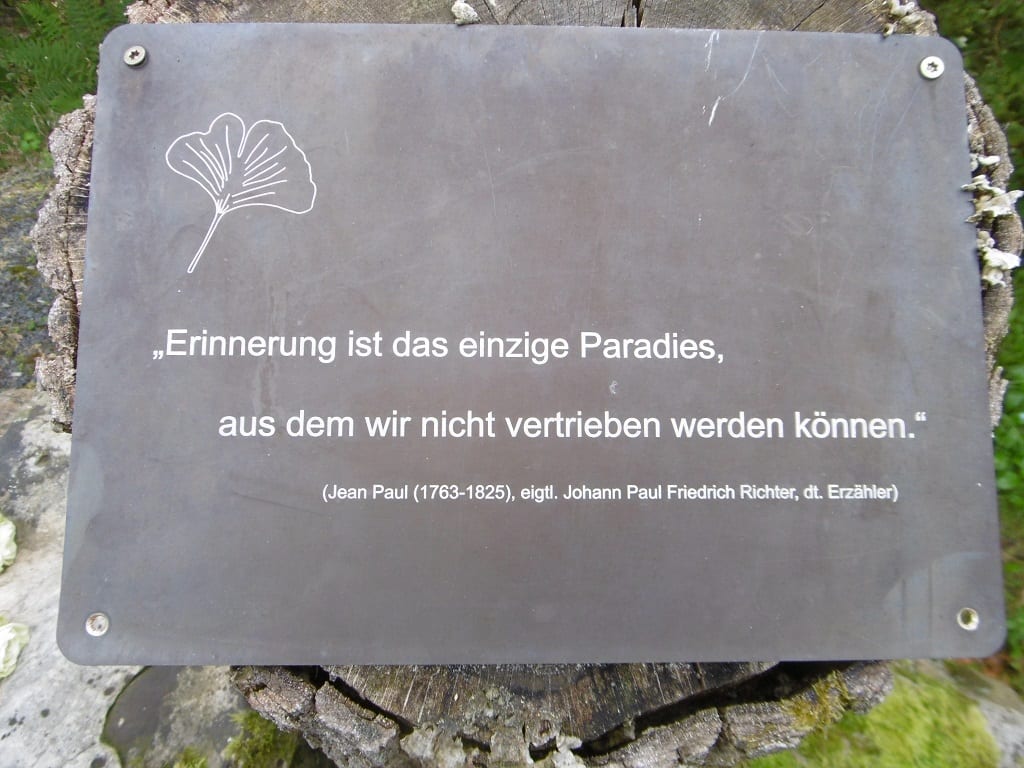 „Erinnerung ist das einzige Paradies,
aus dem wir nicht vertrieben werden können.“
(Jean Paul (1763-1825), eigtl. Johann Paul Friedrich Richter, dt. Erzähler)